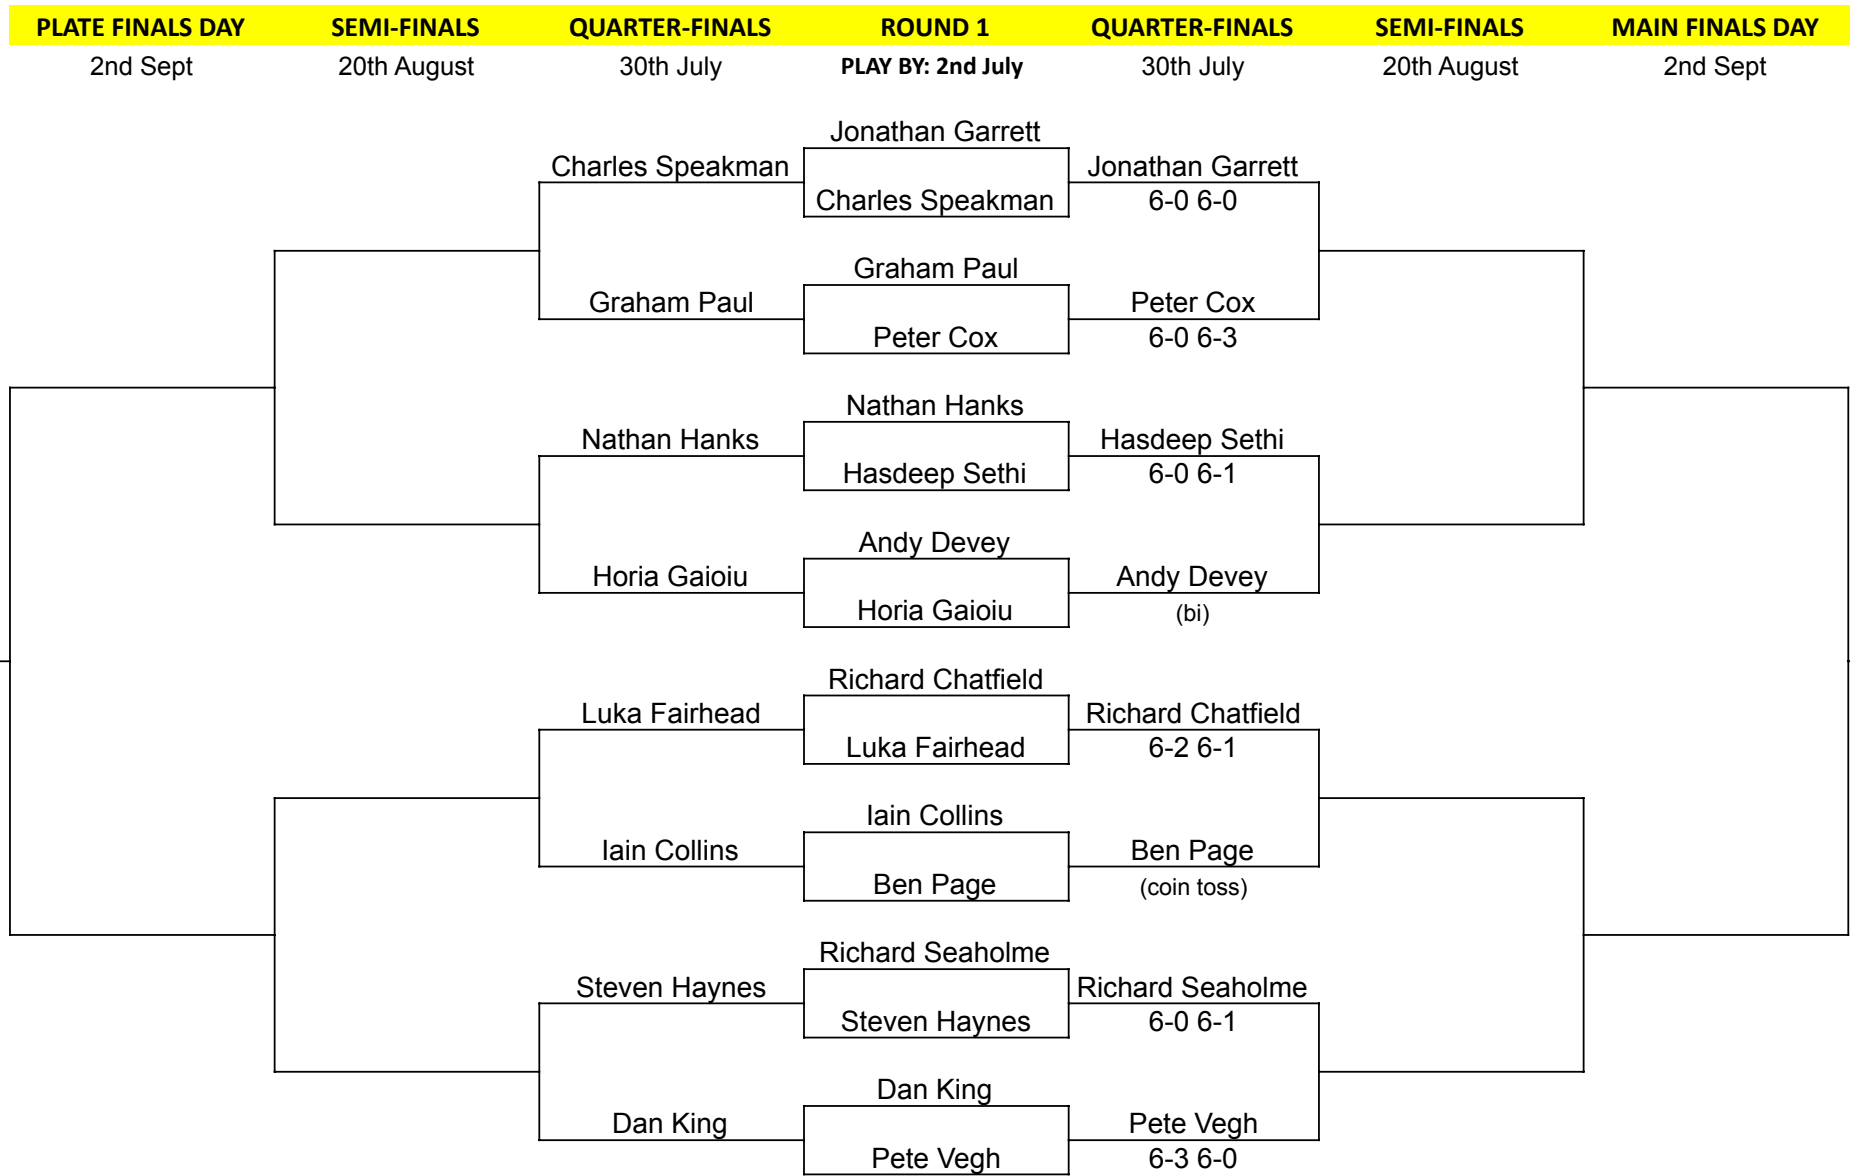 PLATE FINALS DAY SEMI-FINALS QUARTER-FINALS ROUND 1 QUARTER-FINALS SEMI-FINALS MAIN FINALS DAY
2nd Sept 20th August 30th July PLAY BY: 2nd July 30th July 20th August 2nd Sept
Jonathan Garrett
Charles Speakman Jonathan Garrett
Charles Speakman 6-0 6-0
Graham Paul
Graham Paul Peter Cox
Peter Cox 6-0 6-3
Nathan Hanks
Nathan Hanks Hasdeep Sethi
Hasdeep Sethi 6-0 6-1
Andy Devey
Horia Gaioiu Andy Devey
Horia Gaioiu (bi)
Richard Chatfield
Luka Fairhead Richard Chatfield
Luka Fairhead 6-2 6-1
Iain Collins
Iain Collins Ben Page
Ben Page (coin toss)
Richard Seaholme
Steven Haynes Richard Seaholme
Steven Haynes 6-0 6-1
Dan King
Dan King Pete Vegh
Pete Vegh 6-3 6-0